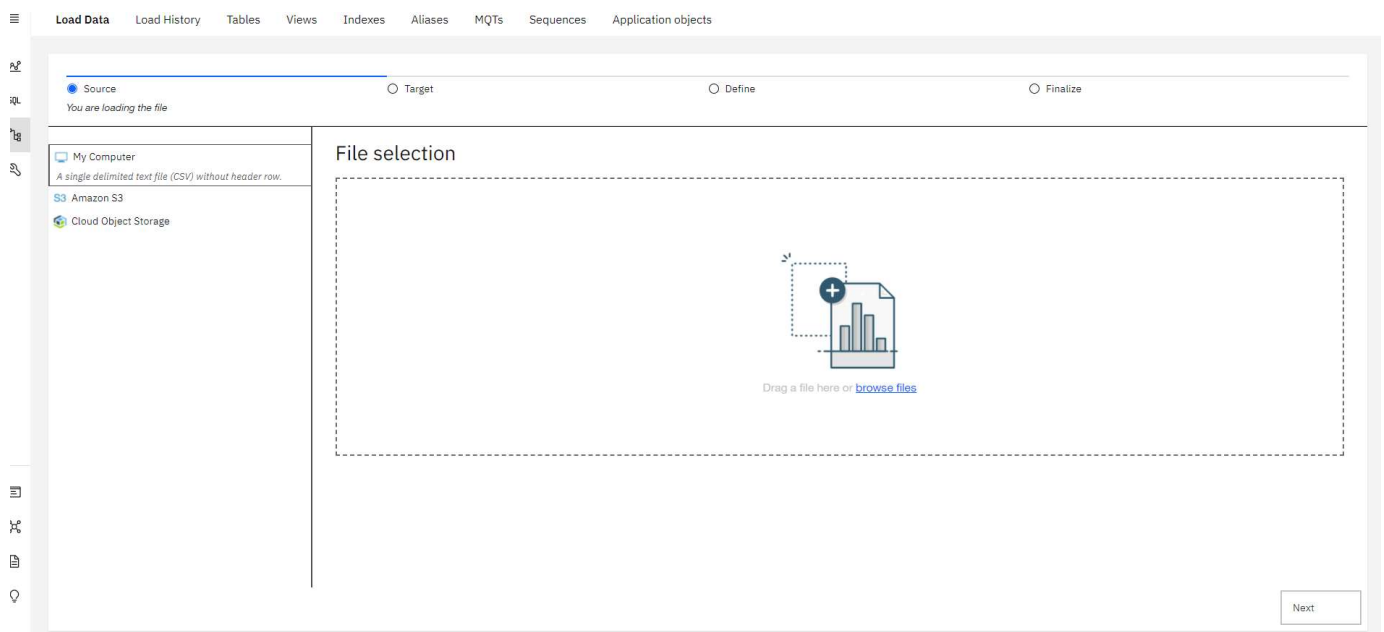 Load Data Load History Tables Views Indexes Aliases MQTs Sequences Application objects
SQL
Source Target Define Finalize
You are loading the file
My Computer
A single delimited text file (CSV) without header row.
S3 Amazon S3
Cloud Object Storage
File selection
Drag a file here or browse files
Next